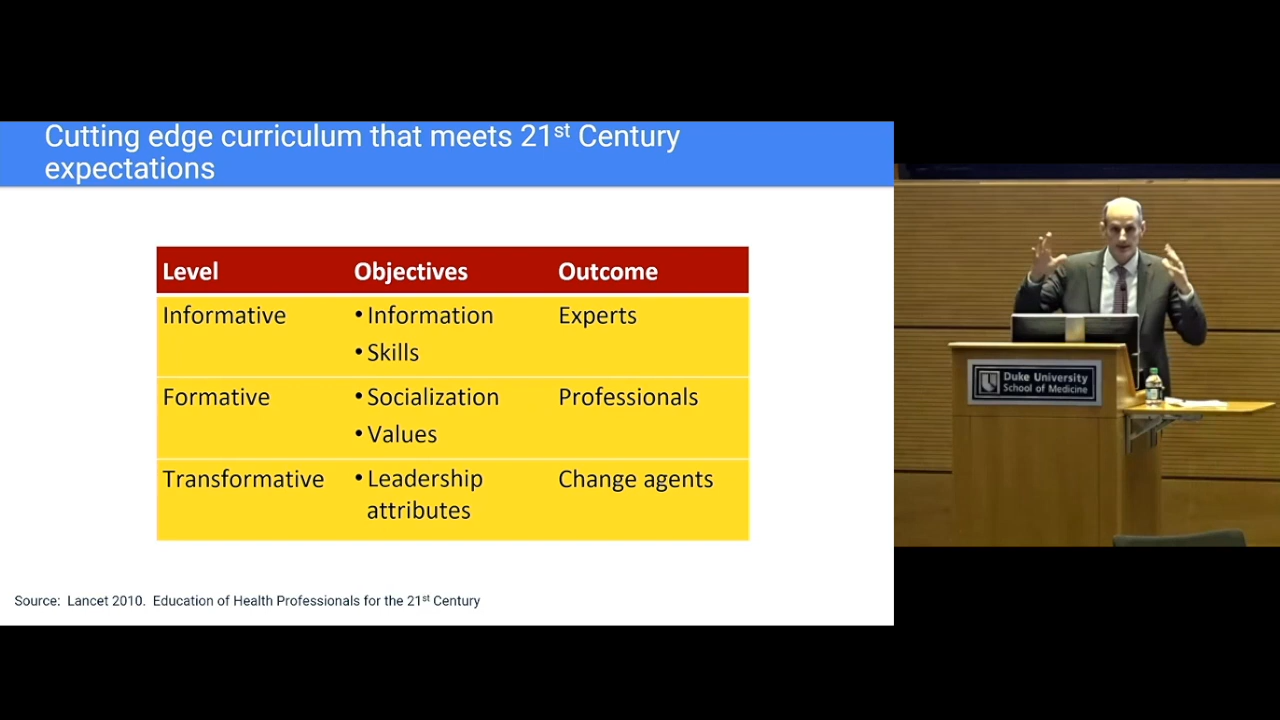 Cutting edge curriculum that meets 21st Century
expectations
Level Objectives Outcome
Informative • Information Experts
• Skills
Formative • Socialization Professionals
• Values
Transformative • Leadership Change agents
attributes
Source: Lancet 2010. Education of Health Professionals for the 21st Century
Duke University
School of Medicine